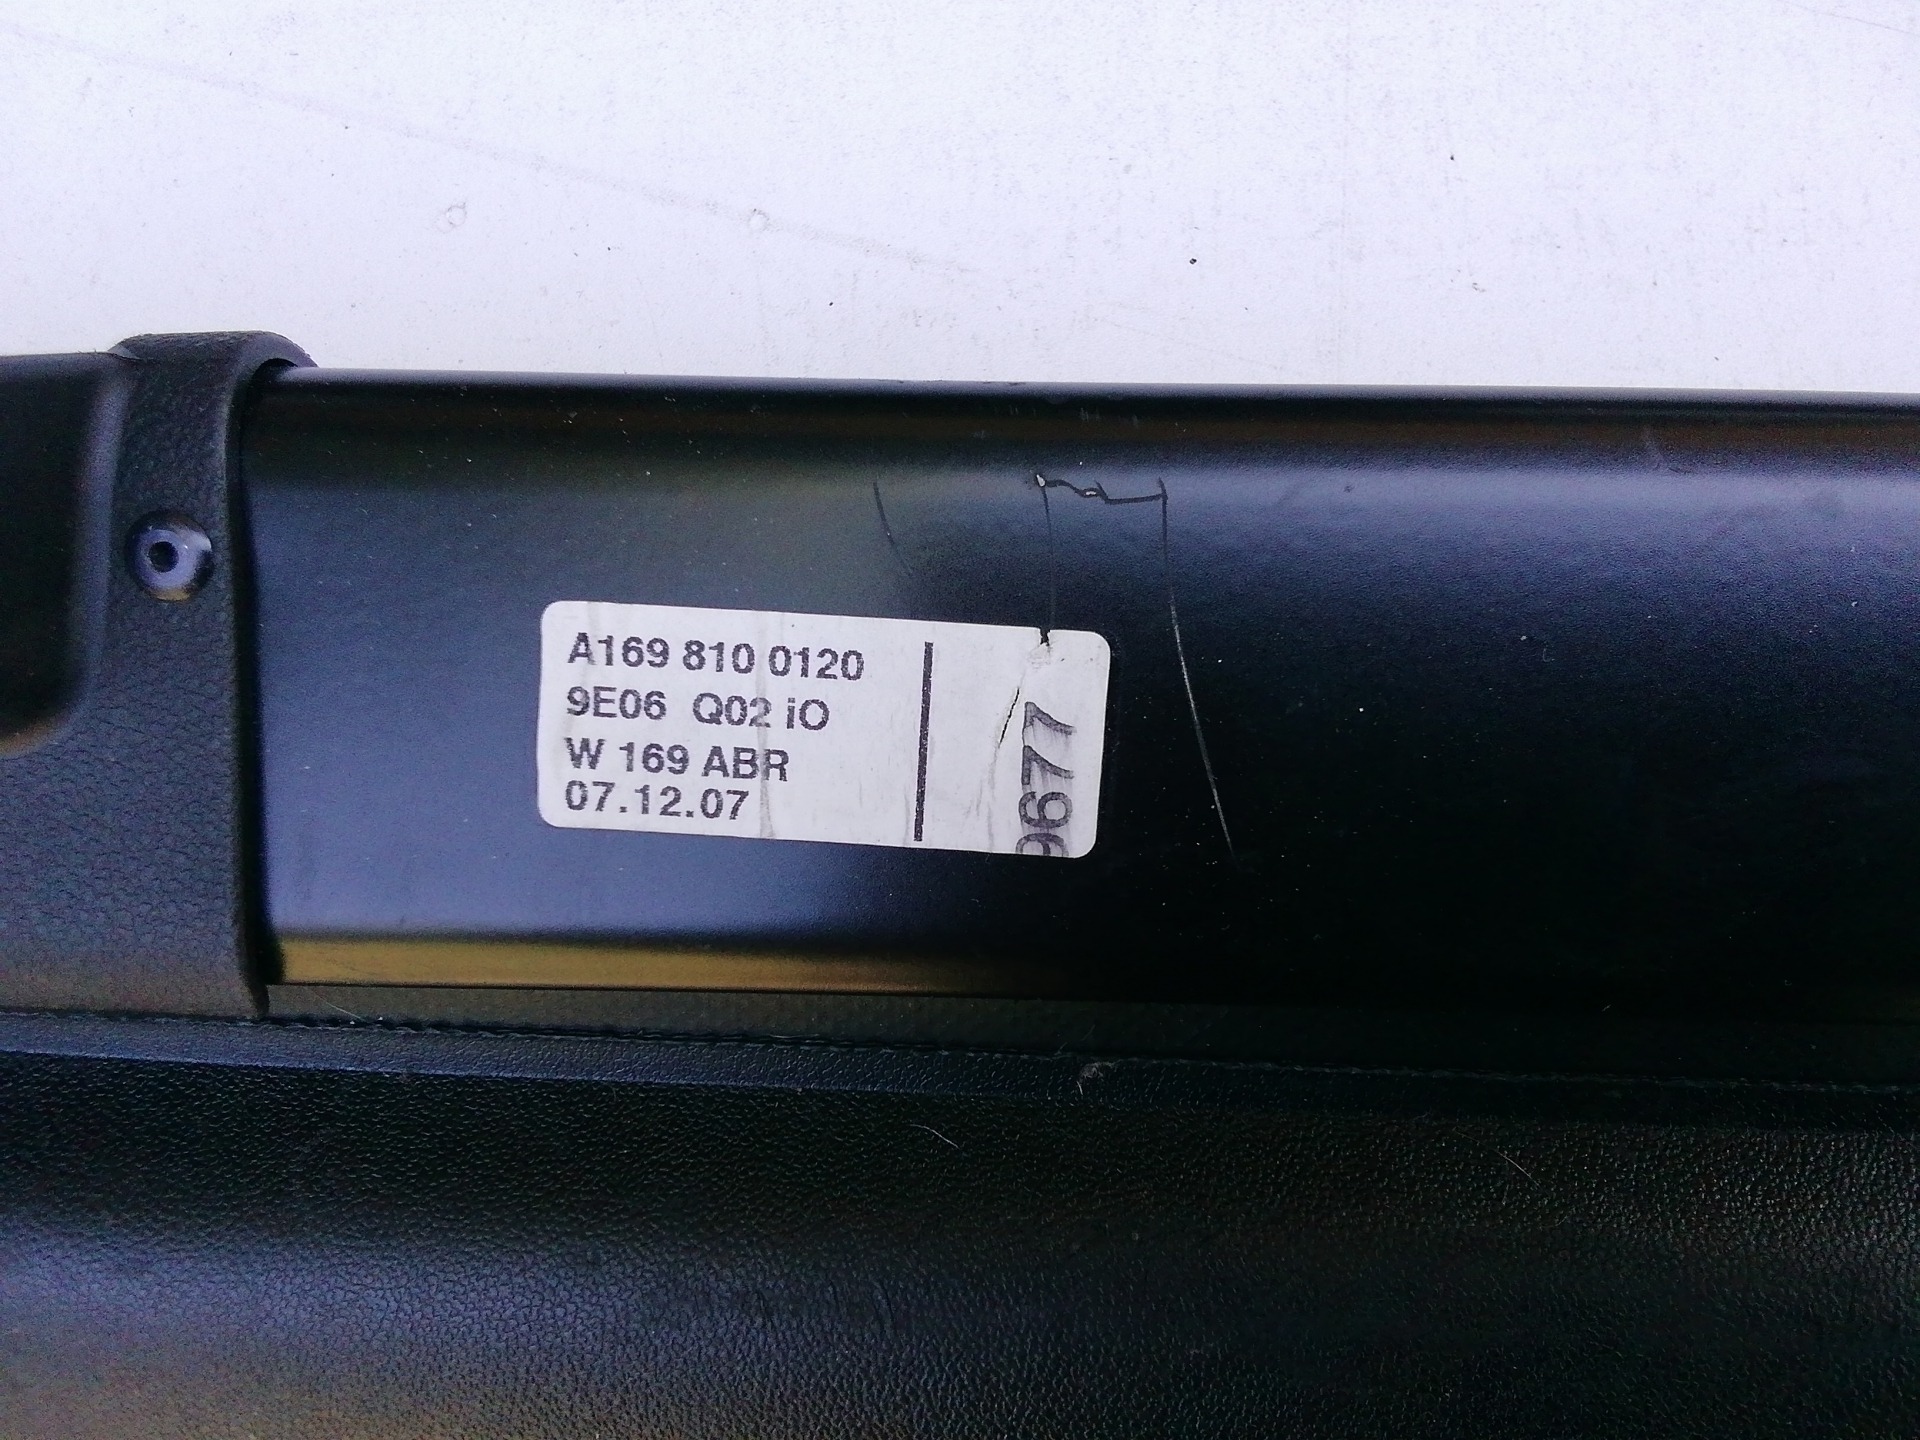 A169 810 0120
9E06 Q02 iO
W 169 ABR
07.12.07
9677